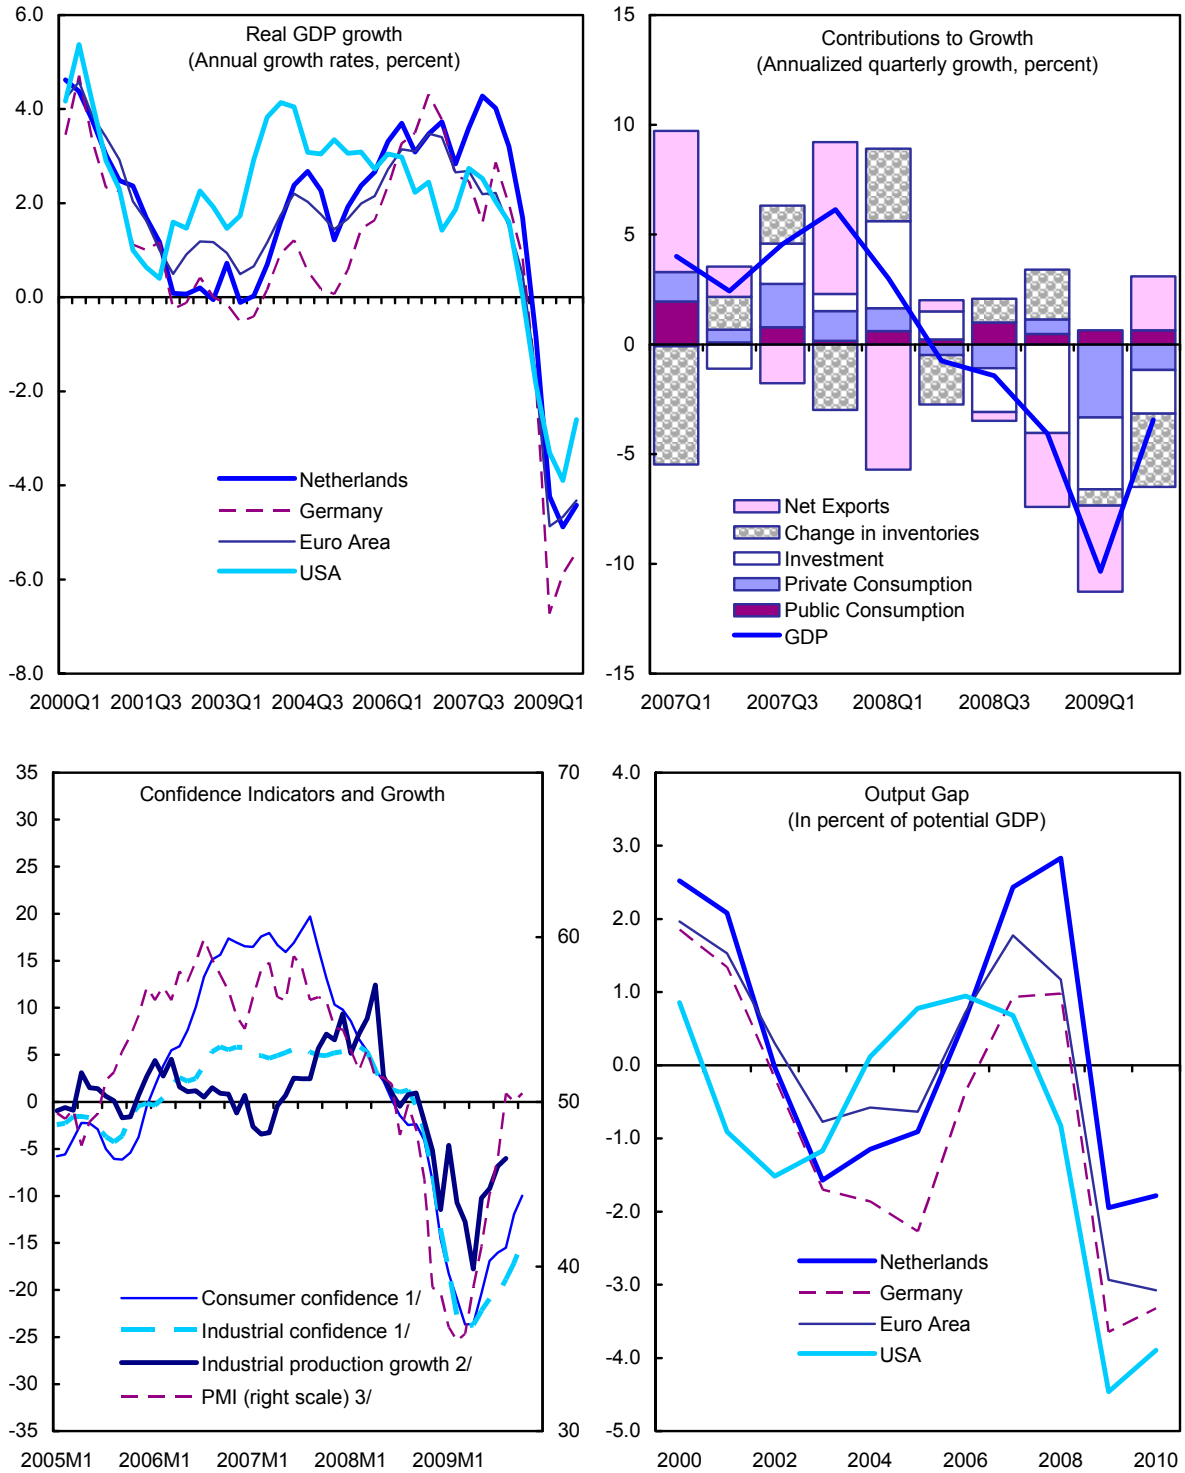 Real GDP growth
(Annual growth rates, percent)
6.0
4.0
2.0
0.0
-2.0
-4.0
-6.0
-8.0
Netherlands
Germany
Euro Area
USA
2000Q1 2001Q3 2003Q1 2004Q3 2006Q1 2007Q3 2009Q1
Contributions to Growth
(Annualized quarterly growth, percent)
15
10
5
0
-5
-10
-15
Net Exports
Change in inventories
Investment
Private Consumption
Public Consumption
GDP
2007Q1 2007Q3 2008Q1 2008Q3 2009Q1
Confidence Indicators and Growth
35
30
25
20
15
10
5
0
-5
-10
-15
-20
-25
-30
-35
70
60
50
40
30
Consumer confidence 1/
Industrial confidence 1/
Industrial production growth 2/
PMI (right scale) 3/
2005M1 2006M1 2007M1 2008M1 2009M1
Output Gap
(In percent of potential GDP)
4.0
3.0
2.0
1.0
0.0
-1.0
-2.0
-3.0
-4.0
-5.0
Netherlands
Germany
Euro Area
USA
2000 2002 2004 2006 2008 2010